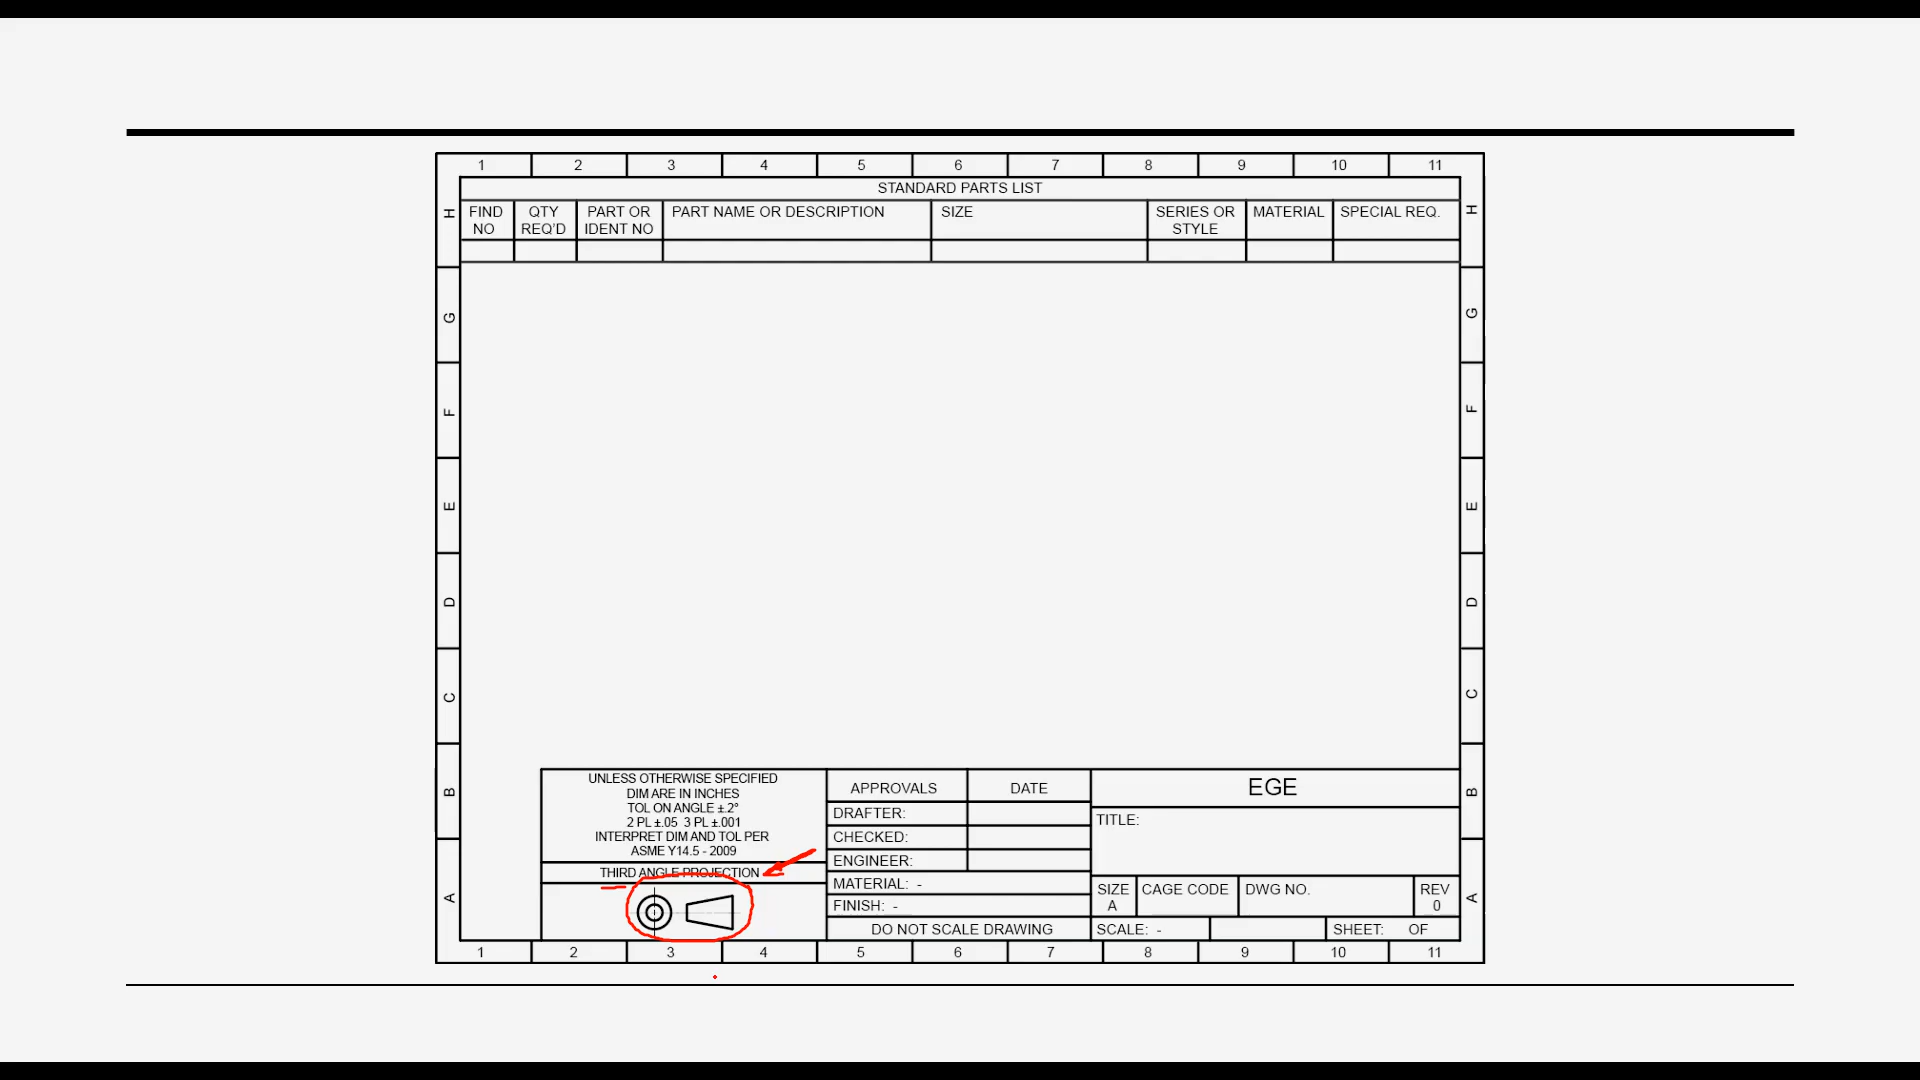 1 2 3 4 5 6 7 8 9 10 11
STANDARD PARTS LIST
FIND NO
QTY REQ'D
PART OR IDENT NO
PART NAME OR DESCRIPTION
SIZE
SERIES OR STYLE
MATERIAL
SPECIAL REQ.
H
G
F
E
D
C
B
A
H
G
F
E
D
C
B
A
UNLESS OTHERWISE SPECIFIED
DIM ARE IN INCHES
TOL ON ANGLE ±.2°
2 PL ±.05 3 PL ±.001
INTERPRET DIM AND TOL PER
ASME Y14.5 - 2009
THIRD ANGLE PROJECTION
APPROVALS
DATE
DRAFTER:
CHECKED:
ENGINEER:
MATERIAL: -
FINISH: -
DO NOT SCALE DRAWING
EGE
TITLE:
SIZE
A
CAGE CODE
DWG NO.
REV
0
SCALE: -
SHEET: OF
1 2 3 4 5 6 7 8 9 10 11